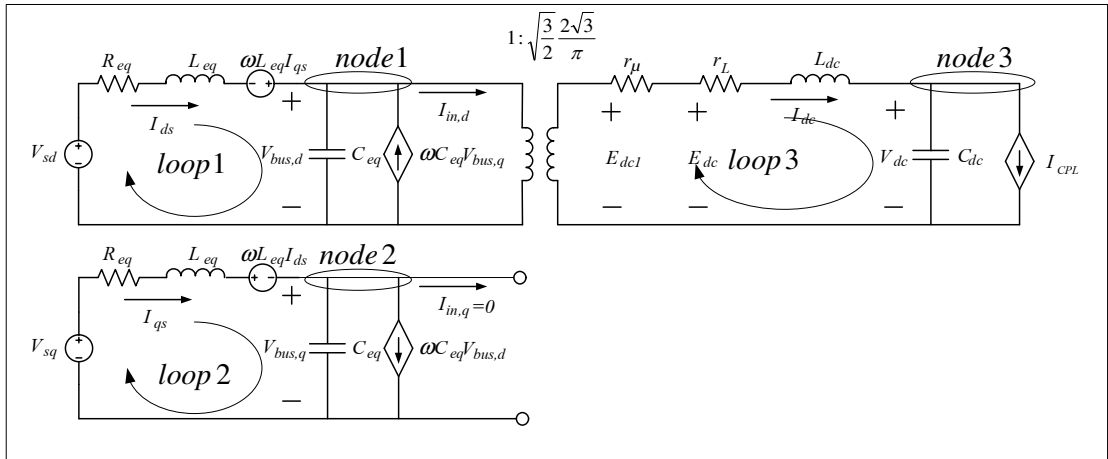 1:√(3/2) 2√3/π
R_eq L_eq ωL_eq I_qs node1
r_μ r_L L_dc node3
I_ds I_in,d I_dc
V_sd loop1 V_bus,d C_eq ωC_eq V_bus,q
E_dc1 E_dc loop3 V_dc C_dc I_CPL
+ + + +
− − − −
R_eq L_eq ωL_eq I_ds node2
I_qs + I_in,q=0
V_sq loop2 V_bus,q C_eq ωC_eq V_bus,d
−